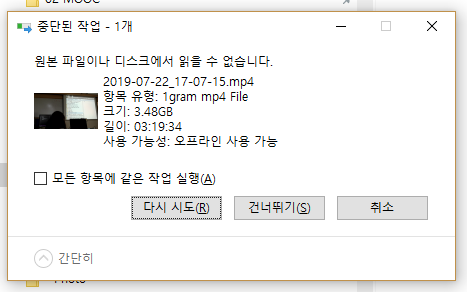 02-MOOC
중단된 작업 - 1개
원본 파일이나 디스크에서 읽을 수 없습니다.
2019-07-22_17-07-15.mp4
항목 유형: 1gram mp4 File
크기: 3.48GB
길이: 03:19:34
사용 가능성: 오프라인 사용 가능
모든 항목에 같은 작업 실행(A)
다시 시도(R)
건너뛰기(S)
취소
간단히
Photo